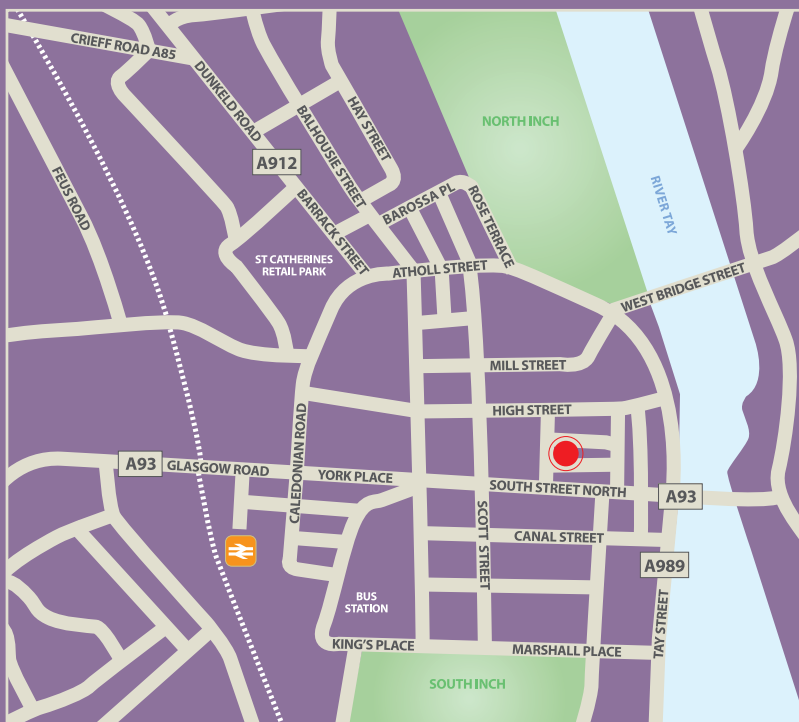 CRIEFF ROAD A85
DUNKELD ROAD
HAY STREET
BALHOUSIE STREET
NORTH INCH
A912
FEUS ROAD
BARRACK STREET
BAROSSA PL
ROSE TERRACE
RIVER TAY
ST CATHERINES
RETAIL PARK
ATHOLL STREET
WEST BRIDGE STREET
MILL STREET
HIGH STREET
CALEDONIAN ROAD
A93
GLASGOW ROAD
YORK PLACE
SOUTH STREET NORTH
A93
SCOTT STREET
CANAL STREET
A989
BUS
STATION
TAY STREET
KING'S PLACE
MARSHALL PLACE
SOUTH INCH